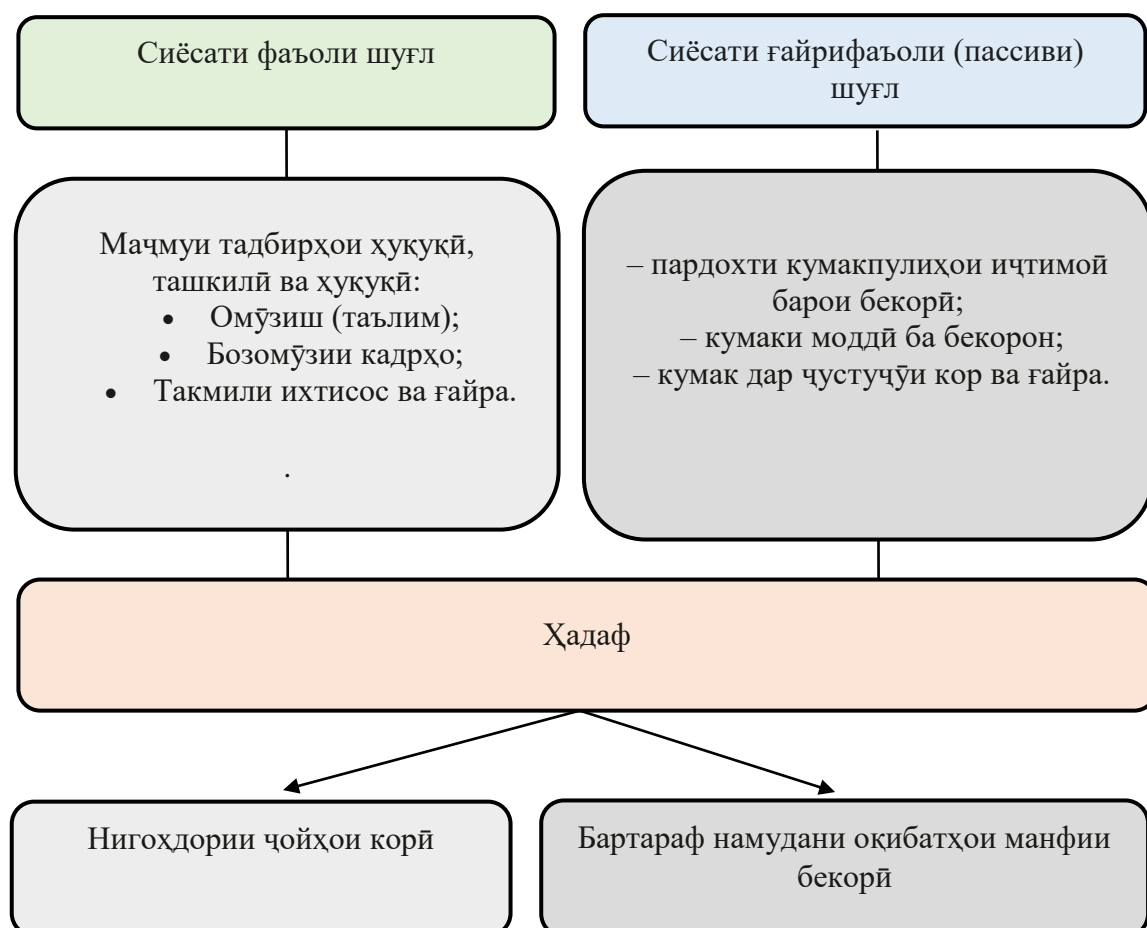 Сиёсати фаъоли шуғл
Сиёсати ғайрифаъоли (пассиви)
шуғл
Маҷмуи тадбирҳои ҳуқуқӣ,
ташкилӣ ва ҳуқуқӣ:
• Омӯзиш (таълим);
• Бозомӯзии кадрҳо;
• Такмили ихтисос ва ғайра.
.
– пардохти кумакпулиҳои иҷтимоӣ
барои бекорӣ;
– кумаки моддӣ ба бекорон;
– кумак дар ҷустуҷӯи кор ва ғайра.
Ҳадаф
Нигоҳдории ҷойҳои корӣ
Бартараф намудани оқибатҳои манфии
бекорӣ